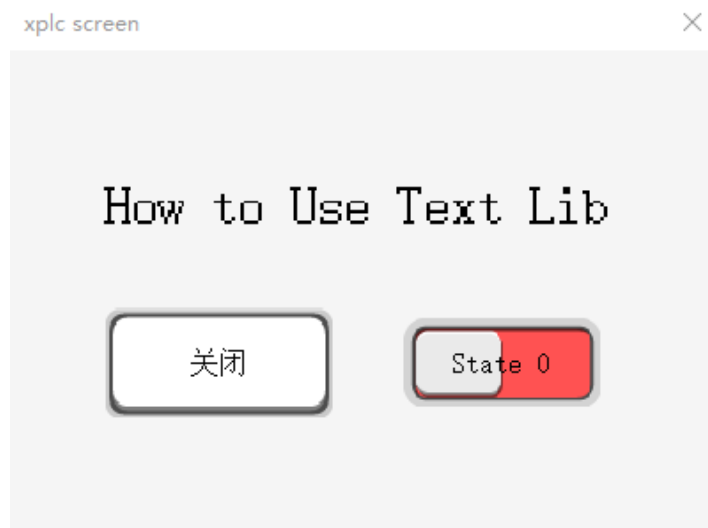 xplc screen
How to Use Text Lib
关闭
State 0